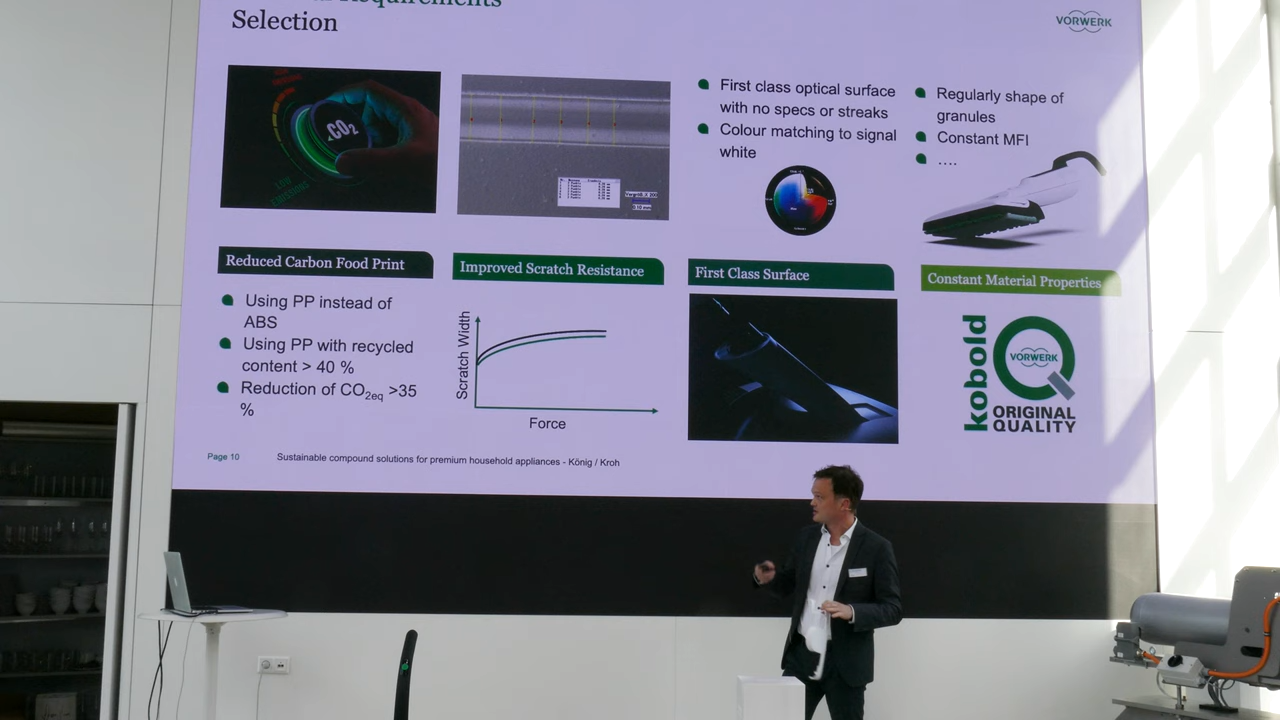 Requirements
Selection
VORWERK
CO2
First class optical surface
with no specs or streaks
Colour matching to signal
white
Regularly shape of
granules
Constant MFI
....
Reduced Carbon Food Print
Improved Scratch Resistance
First Class Surface
Constant Material Properties
Using PP instead of
ABS
Using PP with recycled
content > 40 %
Reduction of CO2eq >35
%
Scratch Width
Force
kobold
VORWERK
ORIGINAL
QUALITY
Page 10
Sustainable compound solutions for premium household appliances - König / Kroh